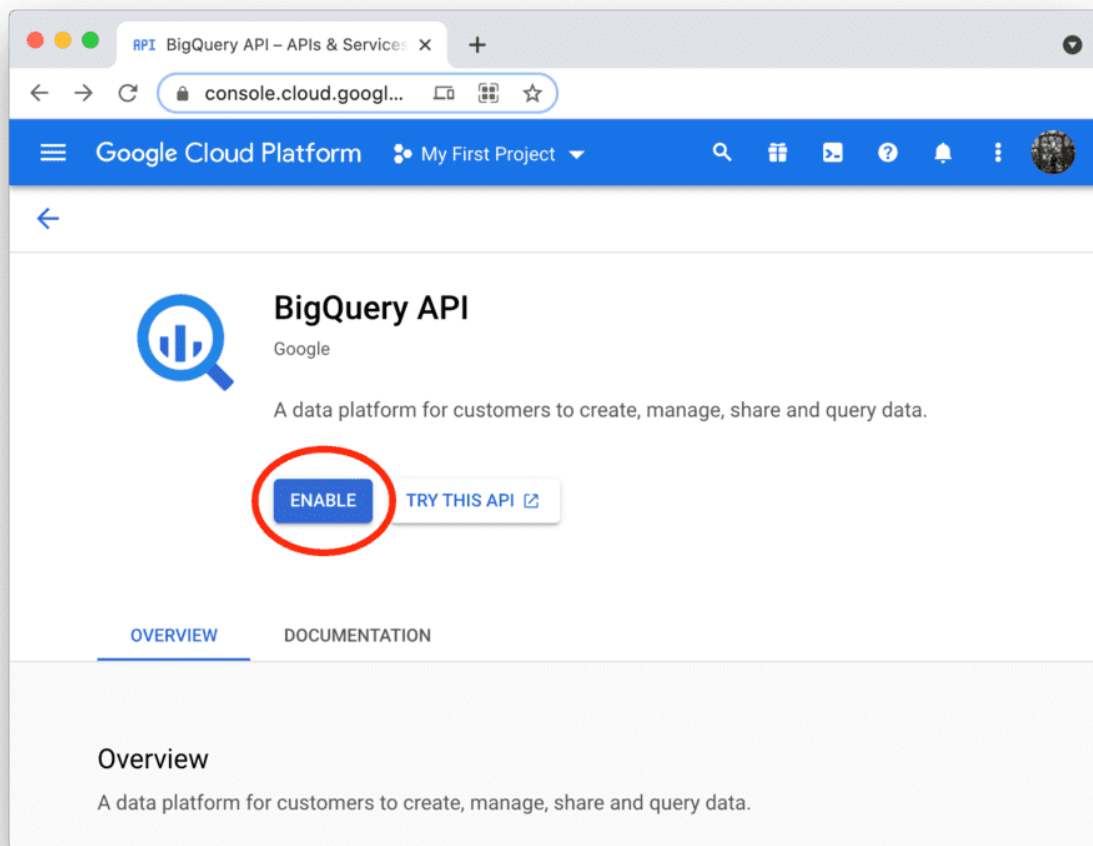 API BigQuery API – APIs & Services
console.cloud.googl...
Google Cloud Platform My First Project
BigQuery API
Google
A data platform for customers to create, manage, share and query data.
ENABLE TRY THIS API
OVERVIEW DOCUMENTATION
Overview
A data platform for customers to create, manage, share and query data.